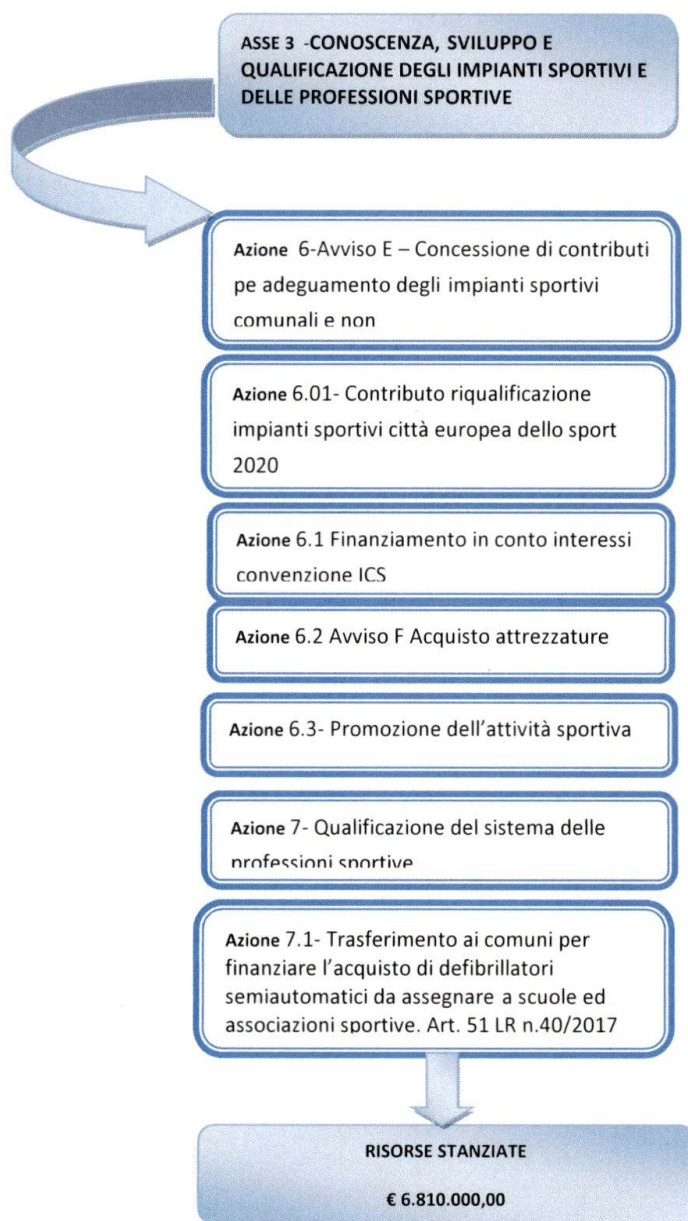 ASSE 3 -CONOSCENZA, SVILUPPO E
QUALIFICAZIONE DEGLI IMPIANTI SPORTIVI E
DELLE PROFESSIONI SPORTIVE
Azione 6-Avviso E – Concessione di contributi
pe adeguamento degli impianti sportivi
comunali e non
Azione 6.01- Contributo riqualificazione
impianti sportivi città europea dello sport
2020
Azione 6.1 Finanziamento in conto interessi
convenzione ICS
Azione 6.2 Avviso F Acquisto attrezzature
Azione 6.3- Promozione dell'attività sportiva
Azione 7- Qualificazione del sistema delle
professioni sportive
Azione 7.1- Trasferimento ai comuni per
finanziare l'acquisto di defibrillatori
semiautomatici da assegnare a scuole ed
associazioni sportive. Art. 51 LR n.40/2017
RISORSE STANZIATE
€ 6.810.000,00